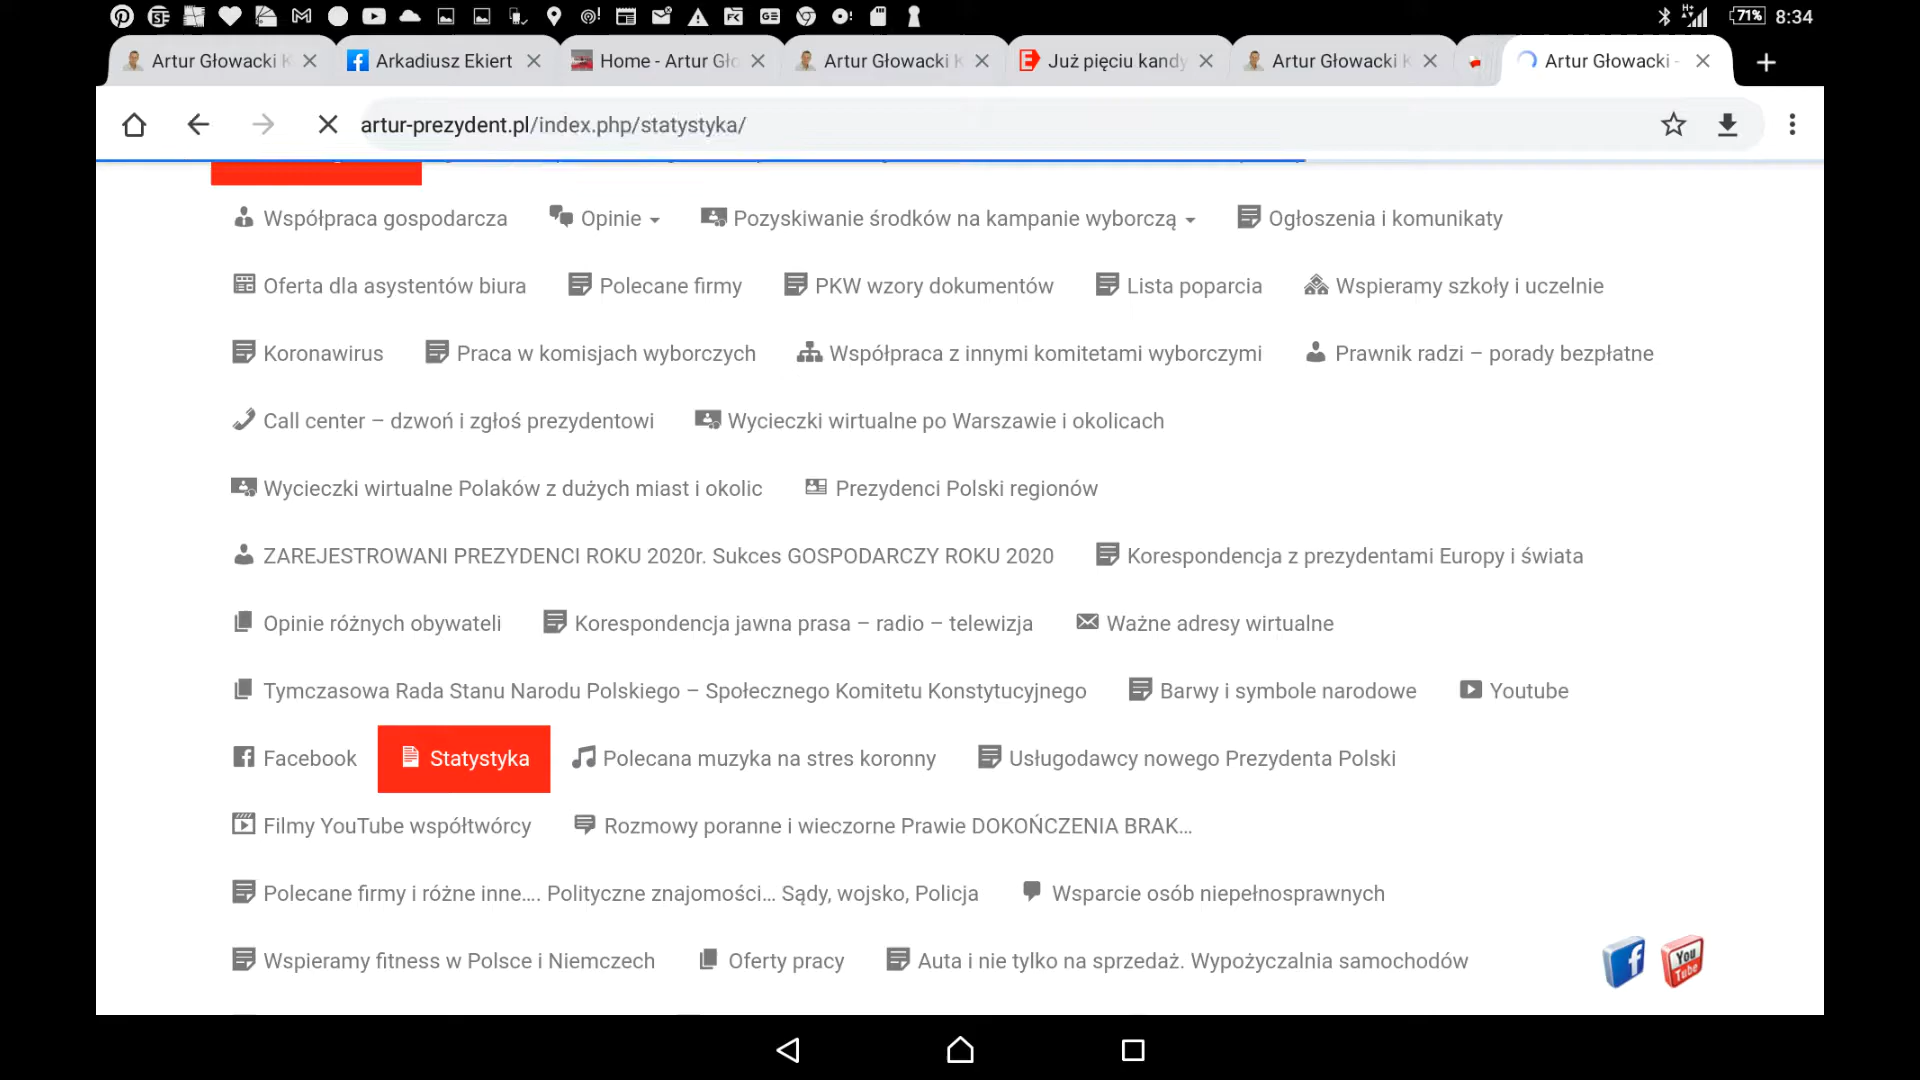 71% 8:34
Artur Głowacki K Arkadiusz Ekiert Home - Artur Gło Artur Głowacki K Już pięciu kandy Artur Głowacki K Artur Głowacki -
artur-prezydent.pl/index.php/statystyka/
Współpraca gospodarcza Opinie Pozyskiwanie środków na kampanie wyborczą Ogłoszenia i komunikaty
Oferta dla asystentów biura Polecane firmy PKW wzory dokumentów Lista poparcia Wspieramy szkoły i uczelnie
Koronawirus Praca w komisjach wyborczych Współpraca z innymi komitetami wyborczymi Prawnik radzi – porady bezpłatne
Call center – dzwoń i zgłoś prezydentowi Wycieczki wirtualne po Warszawie i okolicach
Wycieczki wirtualne Polaków z dużych miast i okolic Prezydenci Polski regionów
ZAREJESTROWANI PREZYDENCI ROKU 2020r. Sukces GOSPODARCZY ROKU 2020 Korespondencja z prezydentami Europy i świata
Opinie różnych obywateli Korespondencja jawna prasa – radio – telewizja Ważne adresy wirtualne
Tymczasowa Rada Stanu Narodu Polskiego – Społecznego Komitetu Konstytucyjnego Barwy i symbole narodowe Youtube
Facebook Statystyka Polecana muzyka na stres koronny Usługodawcy nowego Prezydenta Polski
Filmy YouTube współtwórcy Rozmowy poranne i wieczorne Prawie DOKOŃCZENIA BRAK...
Polecane firmy i różne inne.... Polityczne znajomości... Sądy, wojsko, Policja Wsparcie osób niepełnosprawnych
Wspieramy fitness w Polsce i Niemczech Oferty pracy Auta i nie tylko na sprzedaż. Wypożyczalnia samochodów
You Tube